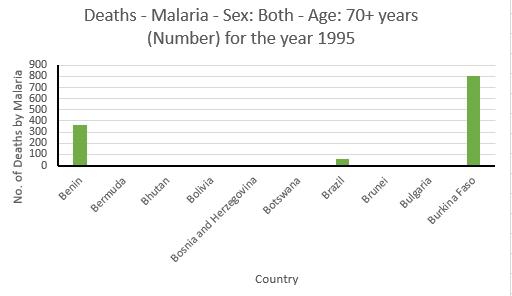 Deaths - Malaria - Sex: Both - Age: 70+ years
(Number) for the year 1995
No. of Deaths by Malaria
900
800
700
600
500
400
300
200
100
0
Benin
Bermuda
Bhutan
Bolivia
Bosnia and Herzegovina
Botswana
Brazil
Brunei
Bulgaria
Burkina Faso
Country